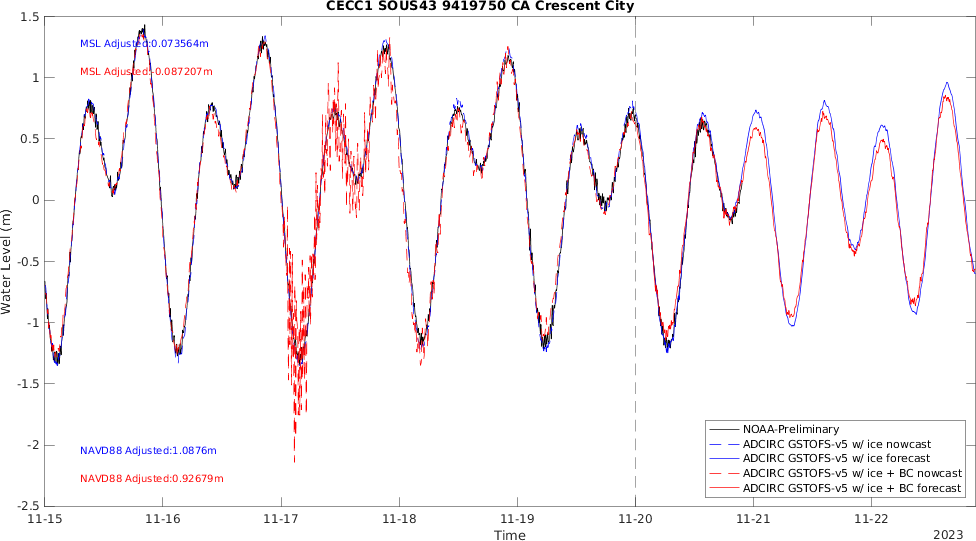 CECC1 SOUS43 9419750 CA Crescent City
1.5
1
0.5
0
-0.5
-1
-1.5
-2
-2.5
Water Level (m)
MSL Adjusted:0.073564m
MSL Adjusted:-0.087207m
NAVD88 Adjusted:1.0876m
NAVD88 Adjusted:0.92679m
NOAA-Preliminary
ADCIRC GSTOFS-v5 w/ ice nowcast
ADCIRC GSTOFS-v5 w/ ice forecast
ADCIRC GSTOFS-v5 w/ ice + BC nowcast
ADCIRC GSTOFS-v5 w/ ice + BC forecast
11-15 11-16 11-17 11-18 11-19 11-20 11-21 11-22
Time
2023